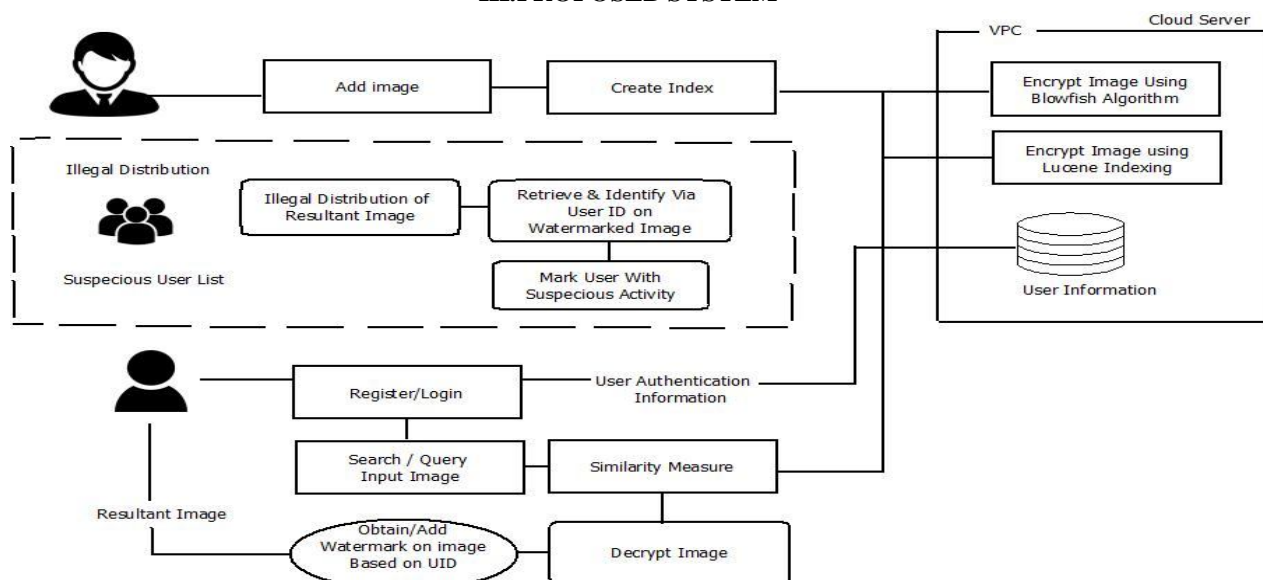 III.PROPOSED SYSTEM
Cloud Server
VPC
Add image
Create Index
Encrypt Image Using
Blowfish Algorithm
Encrypt Image using
Lucene Indexing
User Information
Illegal Distribution
Suspecious User List
Illegal Distribution of
Resultant Image
Retrieve & Identify Via
User ID on
Watermarked Image
Mark User With
Suspecious Activity
Register/Login
User Authentication
Information
Search / Query
Input Image
Similarity Measure
Resultant Image
Obtain/Add
Watermark on image
Based on UID
Decrypt Image